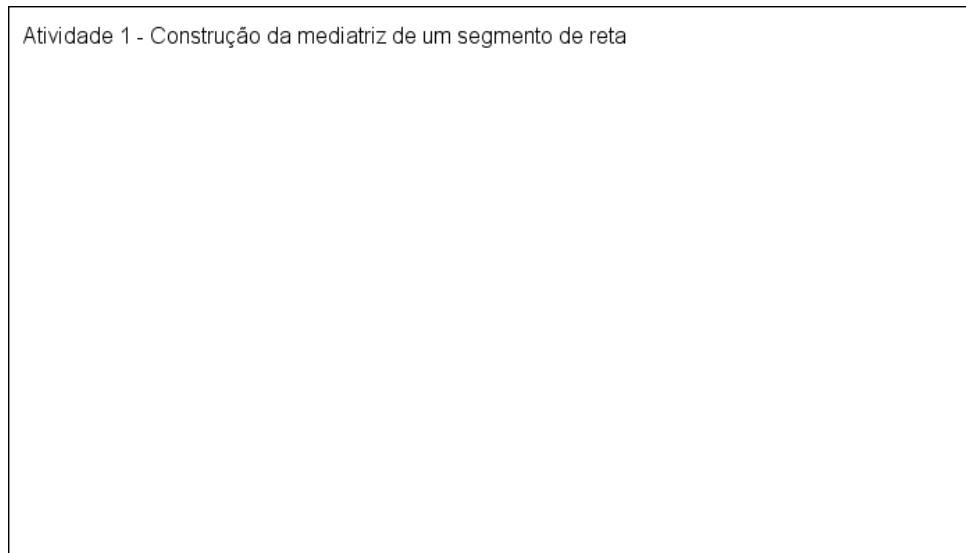 Atividade 1 - Construção da mediatriz de um segmento de reta